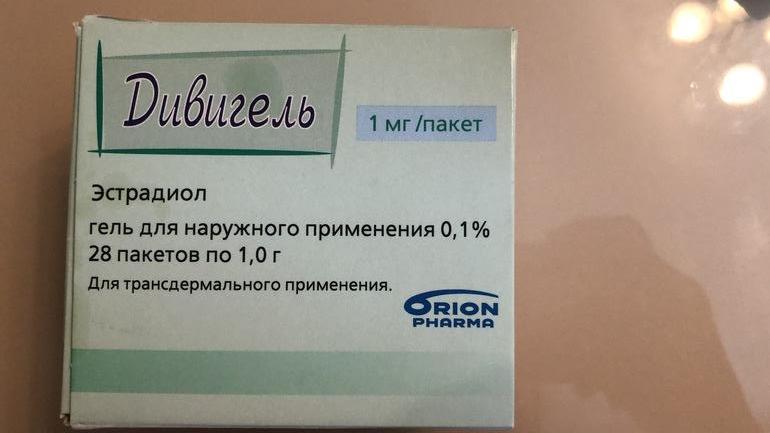 Дивигель
1 мг/пакет
Эстрадиол
гель для наружного применения 0,1%
28 пакетов по 1,0 г
Для трансдермального применения.
ORION
PHARMA